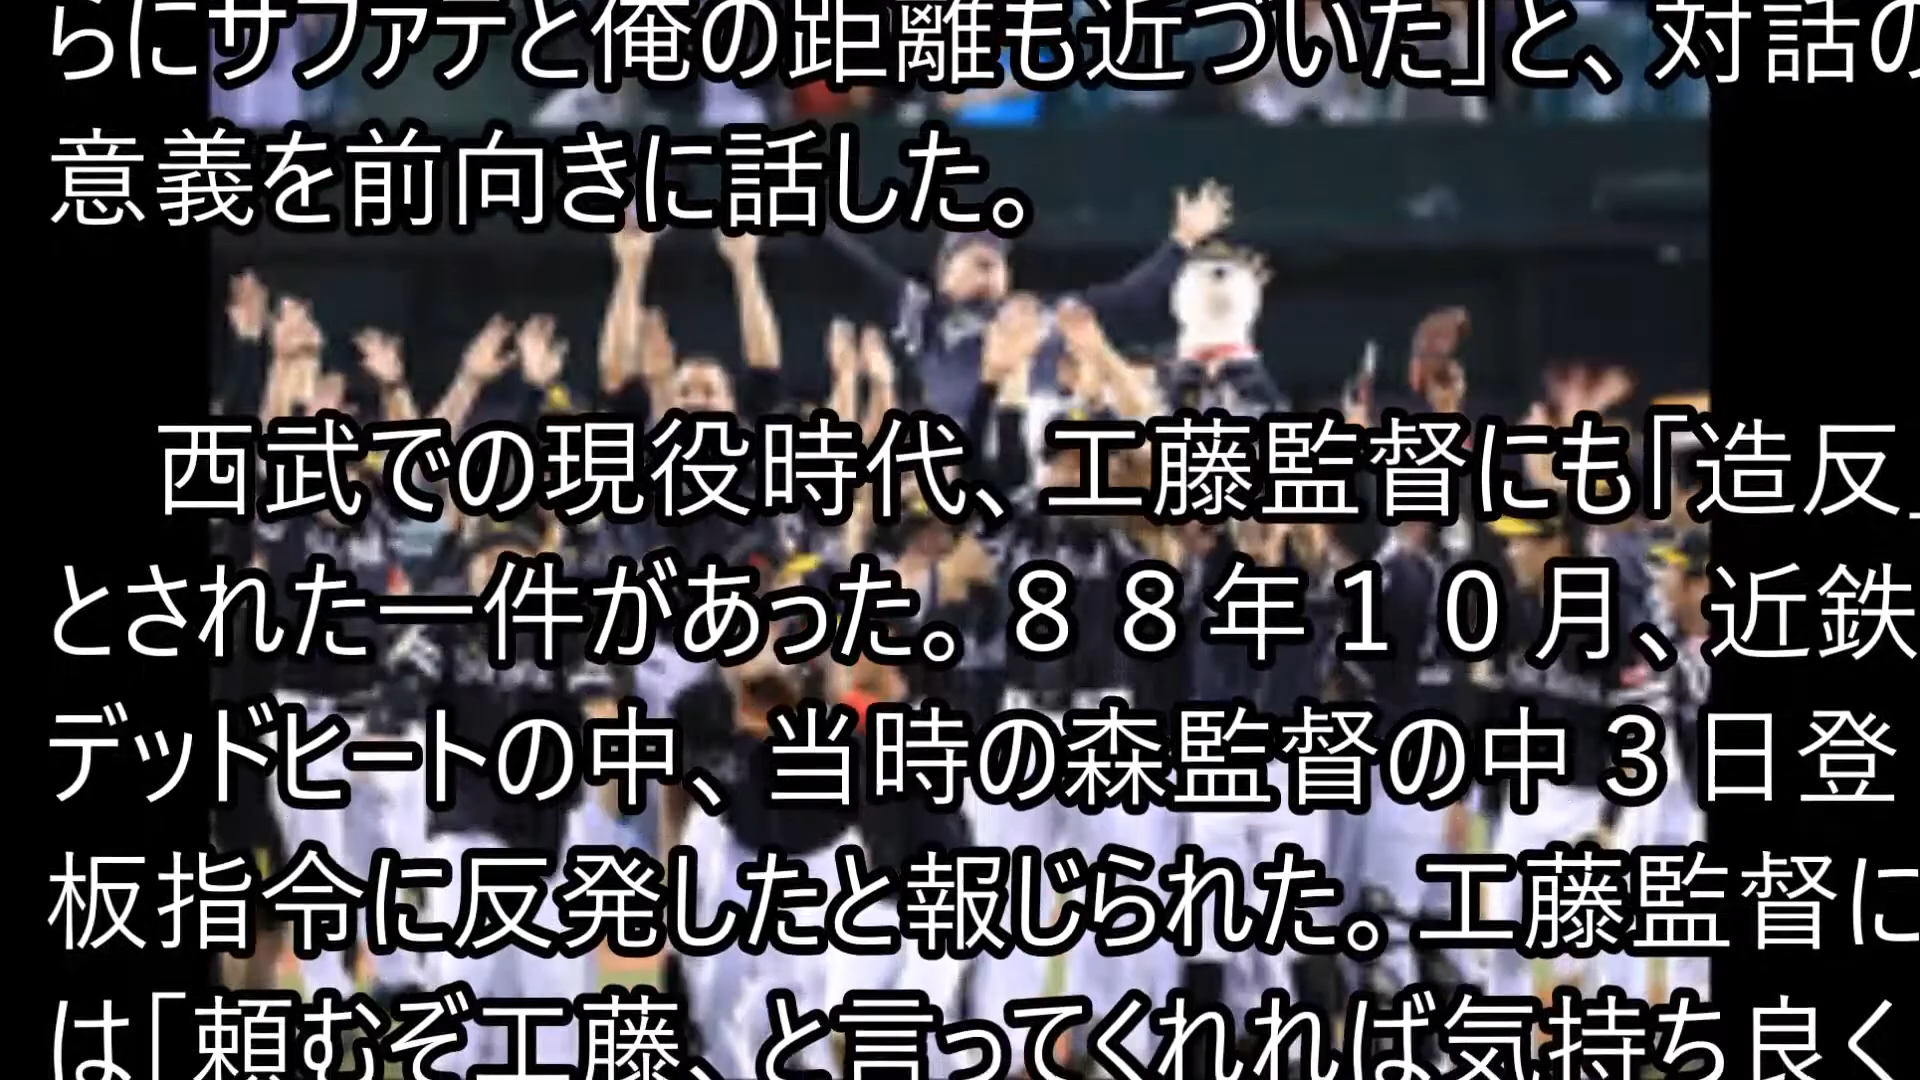 らにサファテと俺の距離も近づいた」と、対話の
意義を前向きに話した。
西武での現役時代、工藤監督にも「造反」
とされた一件があった。８８年１０月、近鉄
デッドヒートの中、当時の森監督の中３日登
板指令に反発したと報じられた。工藤監督に
は「頼むぞ工藤、と言ってくれれば気持ち良く